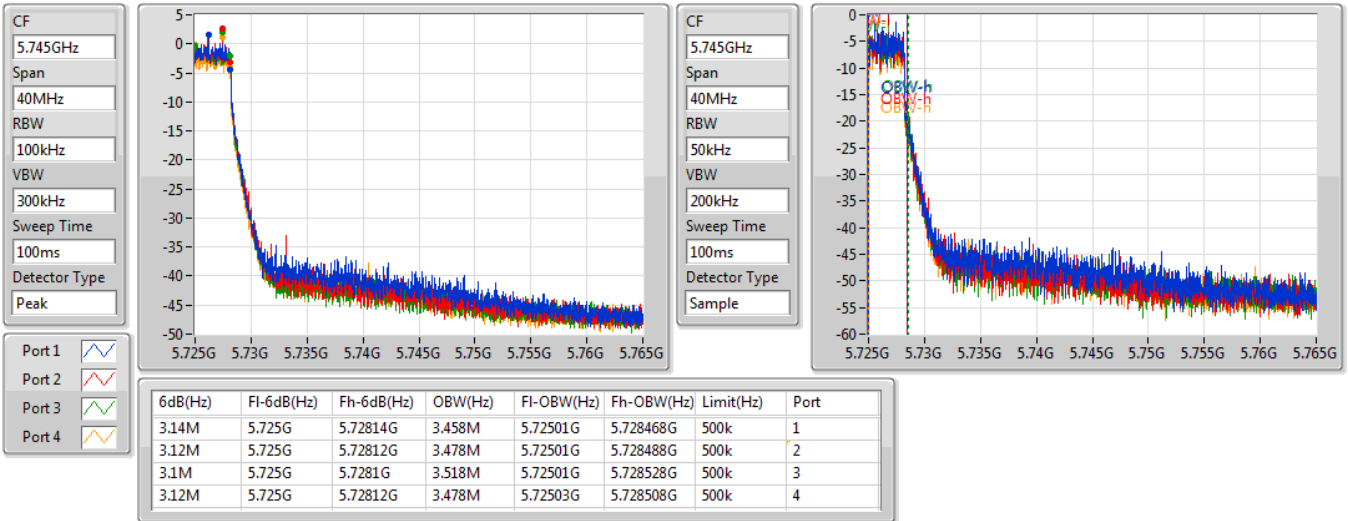 CF
5.745GHz
Span
40MHz
RBW
100kHz
VBW
300kHz
Sweep Time
100ms
Detector Type
Peak
5
0
-5
-10
-15
-20
-25
-30
-35
-40
-45
-50
5.725G 5.73G 5.735G 5.74G 5.745G 5.75G 5.755G 5.76G 5.765G
CF
5.745GHz
Span
40MHz
RBW
50kHz
VBW
200kHz
Sweep Time
100ms
Detector Type
Sample
0
-5
-10
-15
-20
-25
-30
-35
-40
-45
-50
-55
-60
OBW-h
OBW-h
OBW-h
5.725G 5.73G 5.735G 5.74G 5.745G 5.75G 5.755G 5.76G 5.765G
Port 1
Port 2
Port 3
Port 4
6dB(Hz) Fl-6dB(Hz) Fh-6dB(Hz) OBW(Hz) Fl-OBW(Hz) Fh-OBW(Hz) Limit(Hz) Port
3.14M 5.725G 5.72814G 3.458M 5.72501G 5.728468G 500k 1
3.12M 5.725G 5.72812G 3.478M 5.72501G 5.728488G 500k 2
3.1M 5.725G 5.7281G 3.518M 5.72501G 5.728528G 500k 3
3.12M 5.725G 5.72812G 3.478M 5.72503G 5.728508G 500k 4